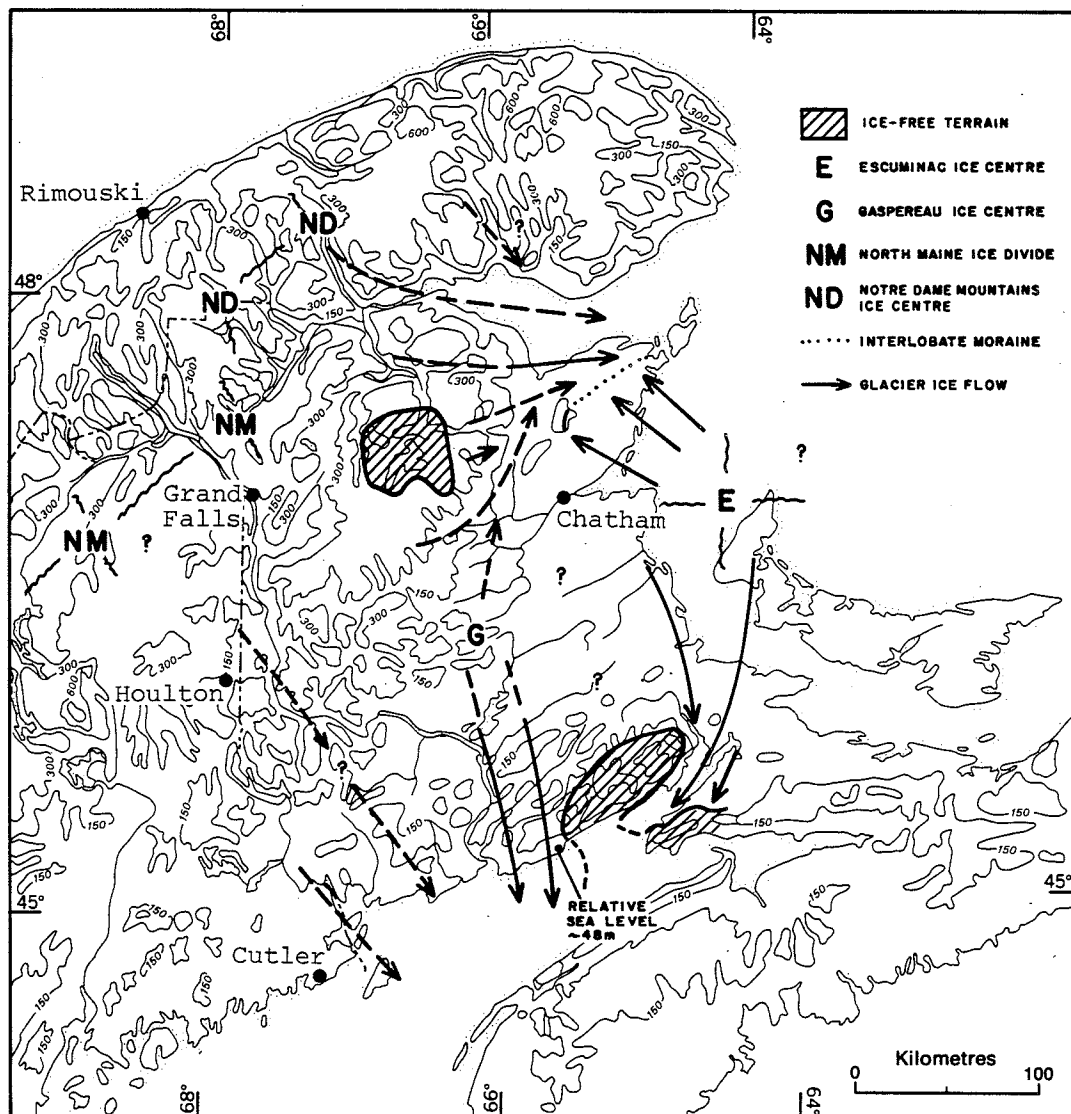 68°
66°
64°
ICE-FREE TERRAIN
E ESCUMINAC ICE CENTRE
G GASPEREAU ICE CENTRE
NM NORTH MAINE ICE DIVIDE
ND NOTRE DAME MOUNTAINS
ICE CENTRE
INTERLOBATE MORAINE
GLACIER ICE FLOW
Rimouski
48°
ND
ND
NM
NM
Grand
Falls
Chatham
E
G
Houlton
?
?
?
?
?
?
300
600
150
RELATIVE
SEA LEVEL
~48m
45°
45°
Cutler
Kilometres
0 100
68°
66°
64°